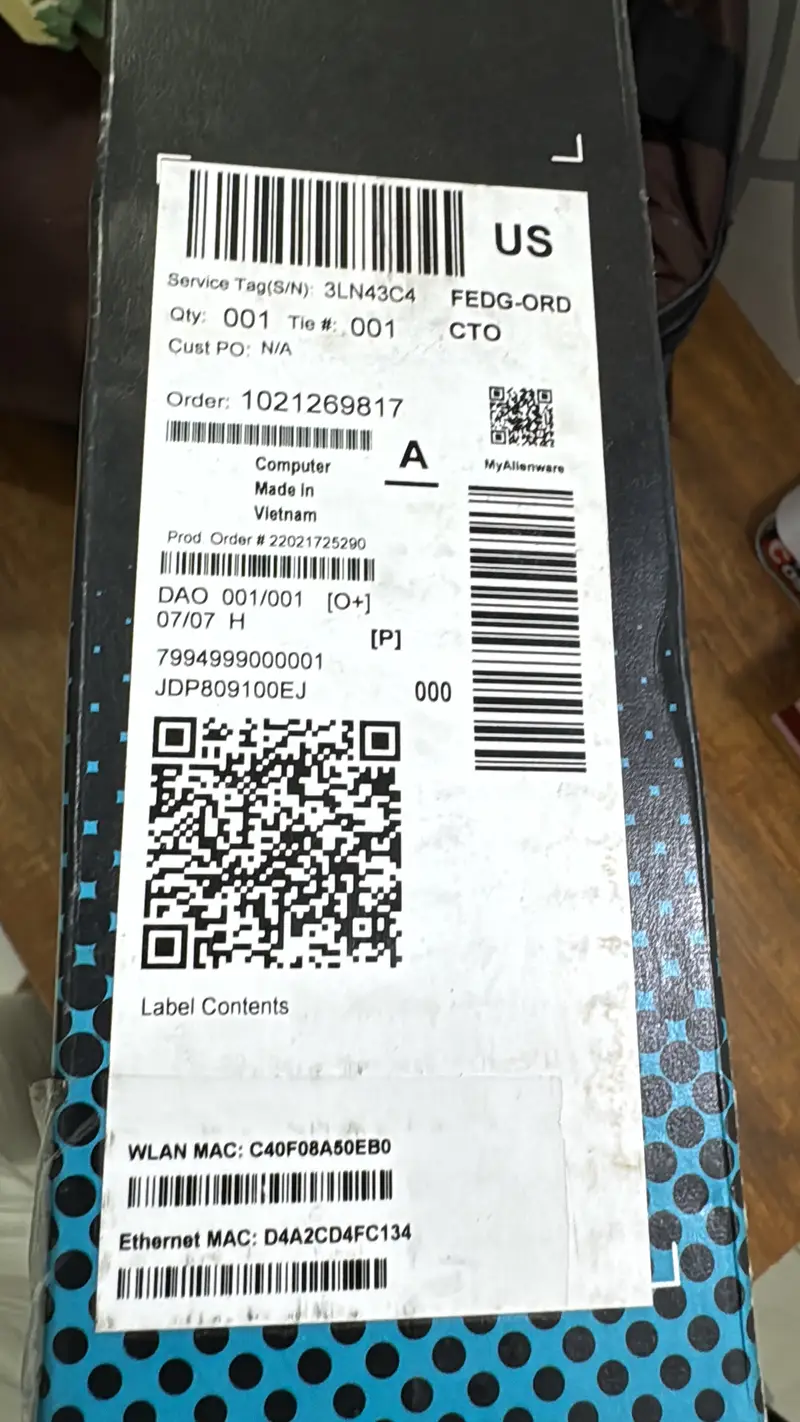 US
Service Tag(S/N): 3LN43C4
FEDG-ORD
Qty: 001 Tie #: 001
CTO
Cust PO: N/A
Order: 1021269817
A
MyAlienware
Computer
Made in
Vietnam
Prod. Order # 22021725290
DAO 001/001 [O+]
07/07 H
[P]
7994999000001
JDP809100EJ
000
Label Contents
WLAN MAC: C40F08A50EB0
Ethernet MAC: D4A2CD4FC134